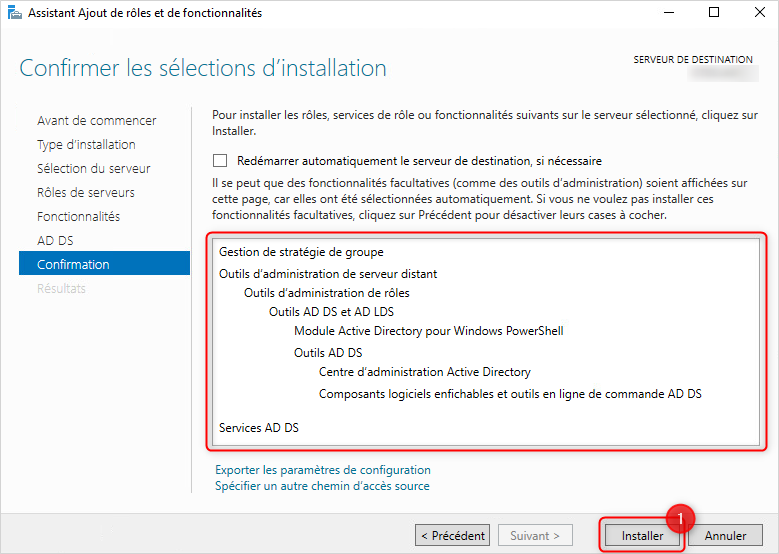 Assistant Ajout de rôles et de fonctionnalités
Confirmer les sélections d'installation
SERVEUR DE DESTINATION
Avant de commencer
Type d'installation
Sélection du serveur
Rôles de serveurs
Fonctionnalités
AD DS
Confirmation
Résultats
Pour installer les rôles, services de rôle ou fonctionnalités suivants sur le serveur sélectionné, cliquez sur
Installer.
Redémarrer automatiquement le serveur de destination, si nécessaire
Il se peut que des fonctionnalités facultatives (comme des outils d'administration) soient affichées sur
cette page, car elles ont été sélectionnées automatiquement. Si vous ne voulez pas installer ces
fonctionnalités facultatives, cliquez sur Précédent pour désactiver leurs cases à cocher.
Gestion de stratégie de groupe
Outils d'administration de serveur distant
Outils d'administration de rôles
Outils AD DS et AD LDS
Module Active Directory pour Windows PowerShell
Outils AD DS
Centre d'administration Active Directory
Composants logiciels enfichables et outils en ligne de commande AD DS
Services AD DS
Exporter les paramètres de configuration
Spécifier un autre chemin d'accès source
1
< Précédent
Suivant >
Installer
Annuler